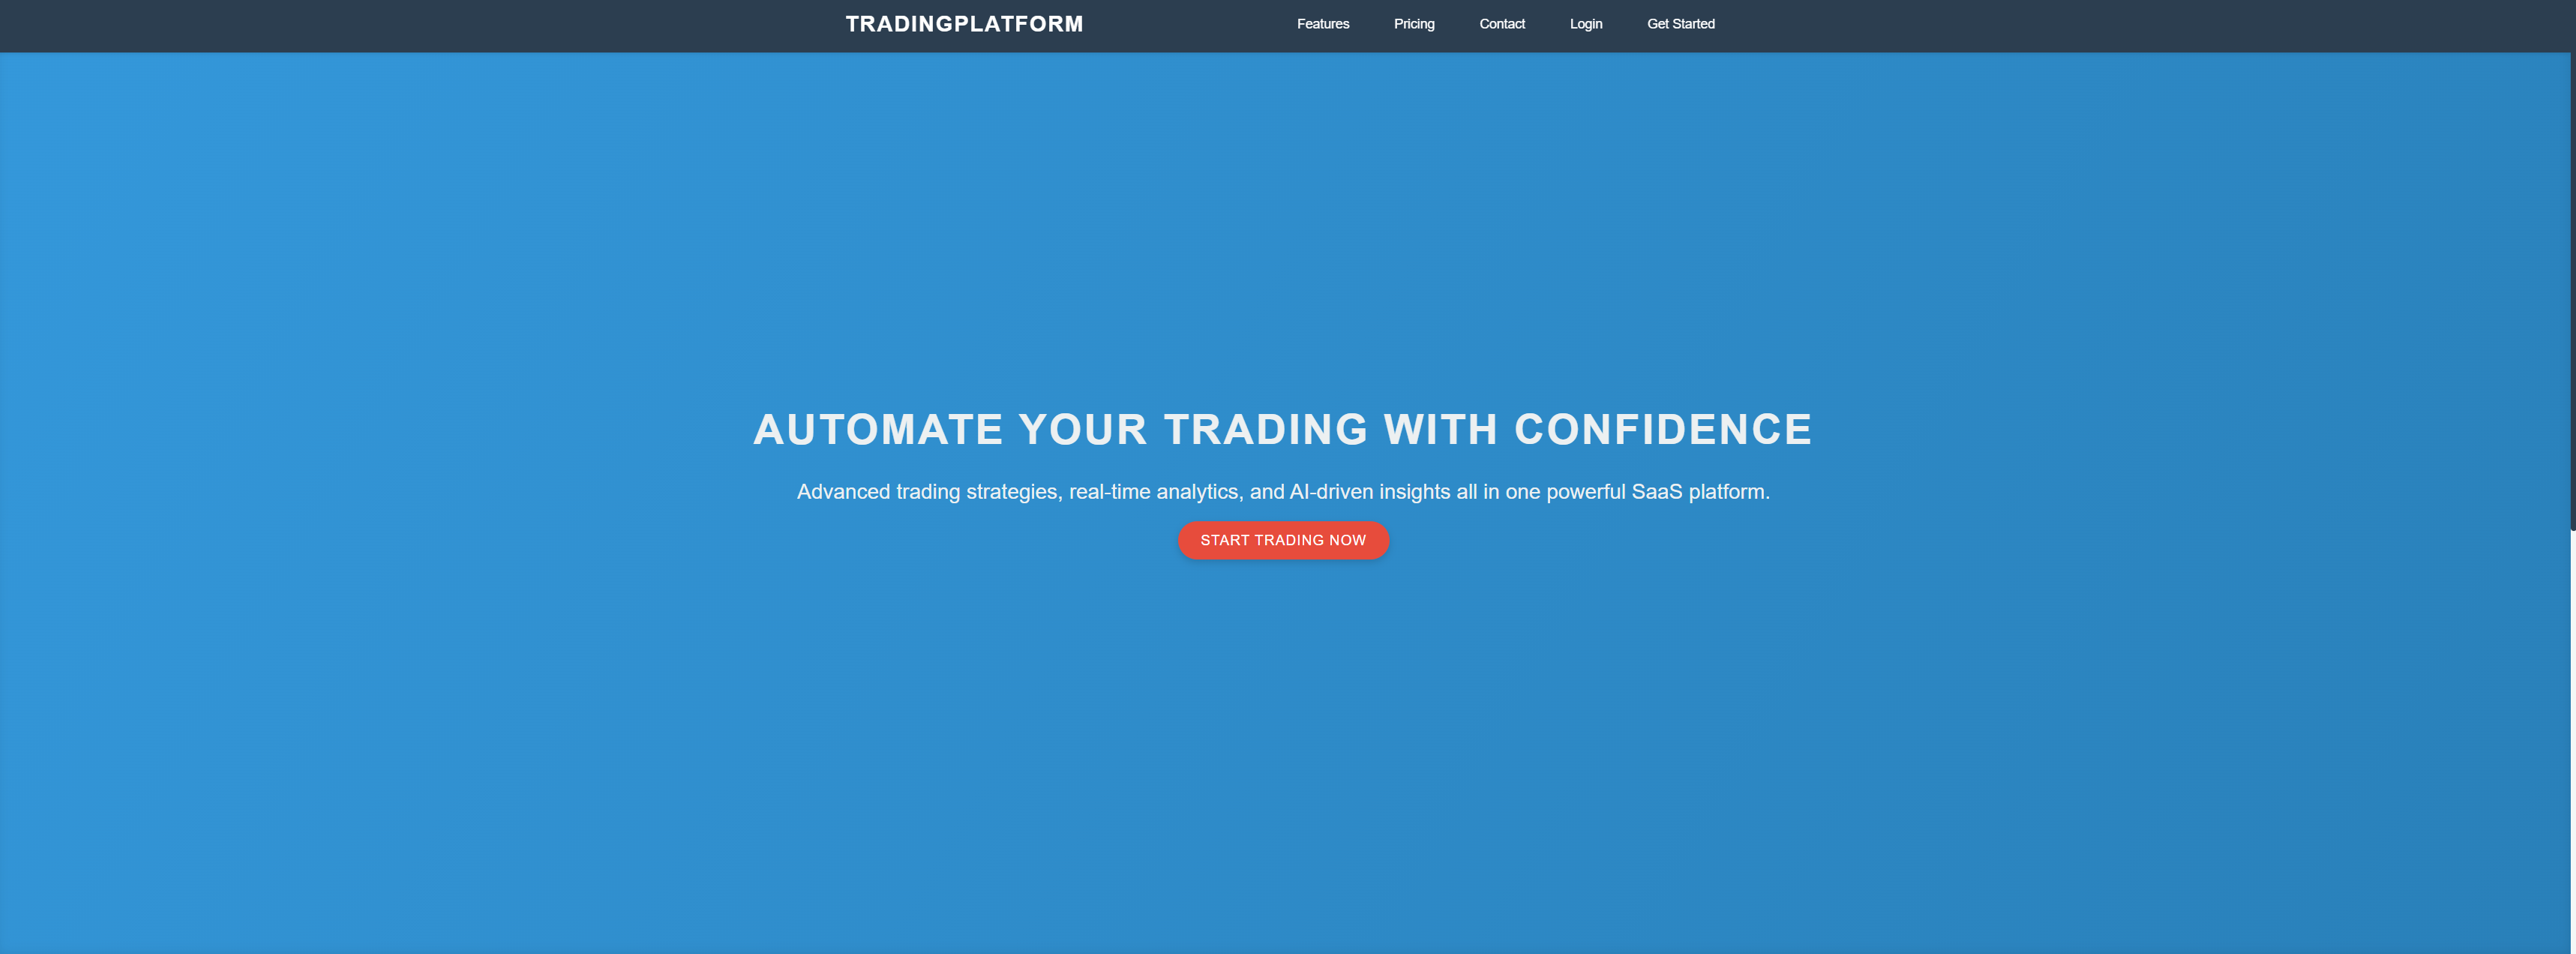 TRADINGPLATFORM
Features Pricing Contact Login Get Started
AUTOMATE YOUR TRADING WITH CONFIDENCE
Advanced trading strategies, real-time analytics, and AI-driven insights all in one powerful SaaS platform.
START TRADING NOW